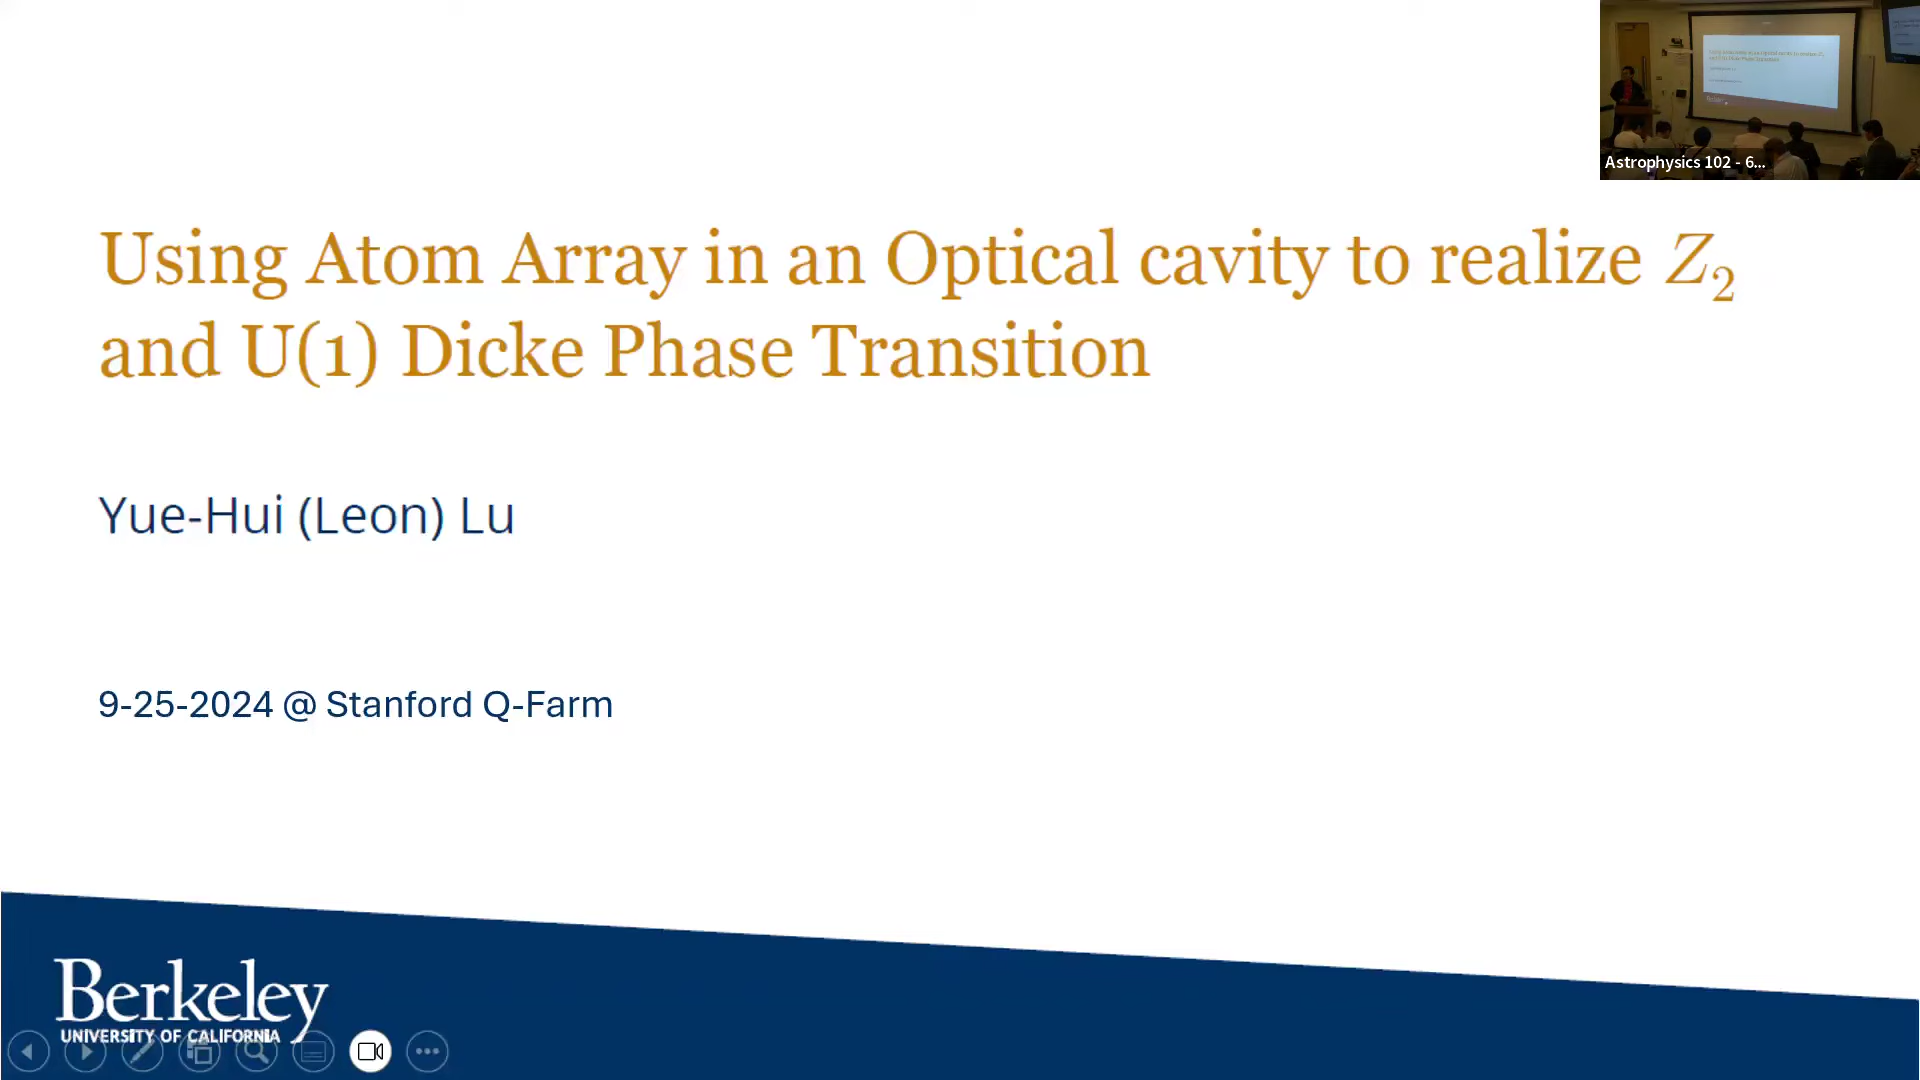 Astrophysics 102 - 6...
Using Atom Array in an Optical cavity to realize Z₂
and U(1) Dicke Phase Transition
Yue-Hui (Leon) Lu
9-25-2024 @ Stanford Q-Farm
Berkeley
UNIVERSITY OF CALIFORNIA